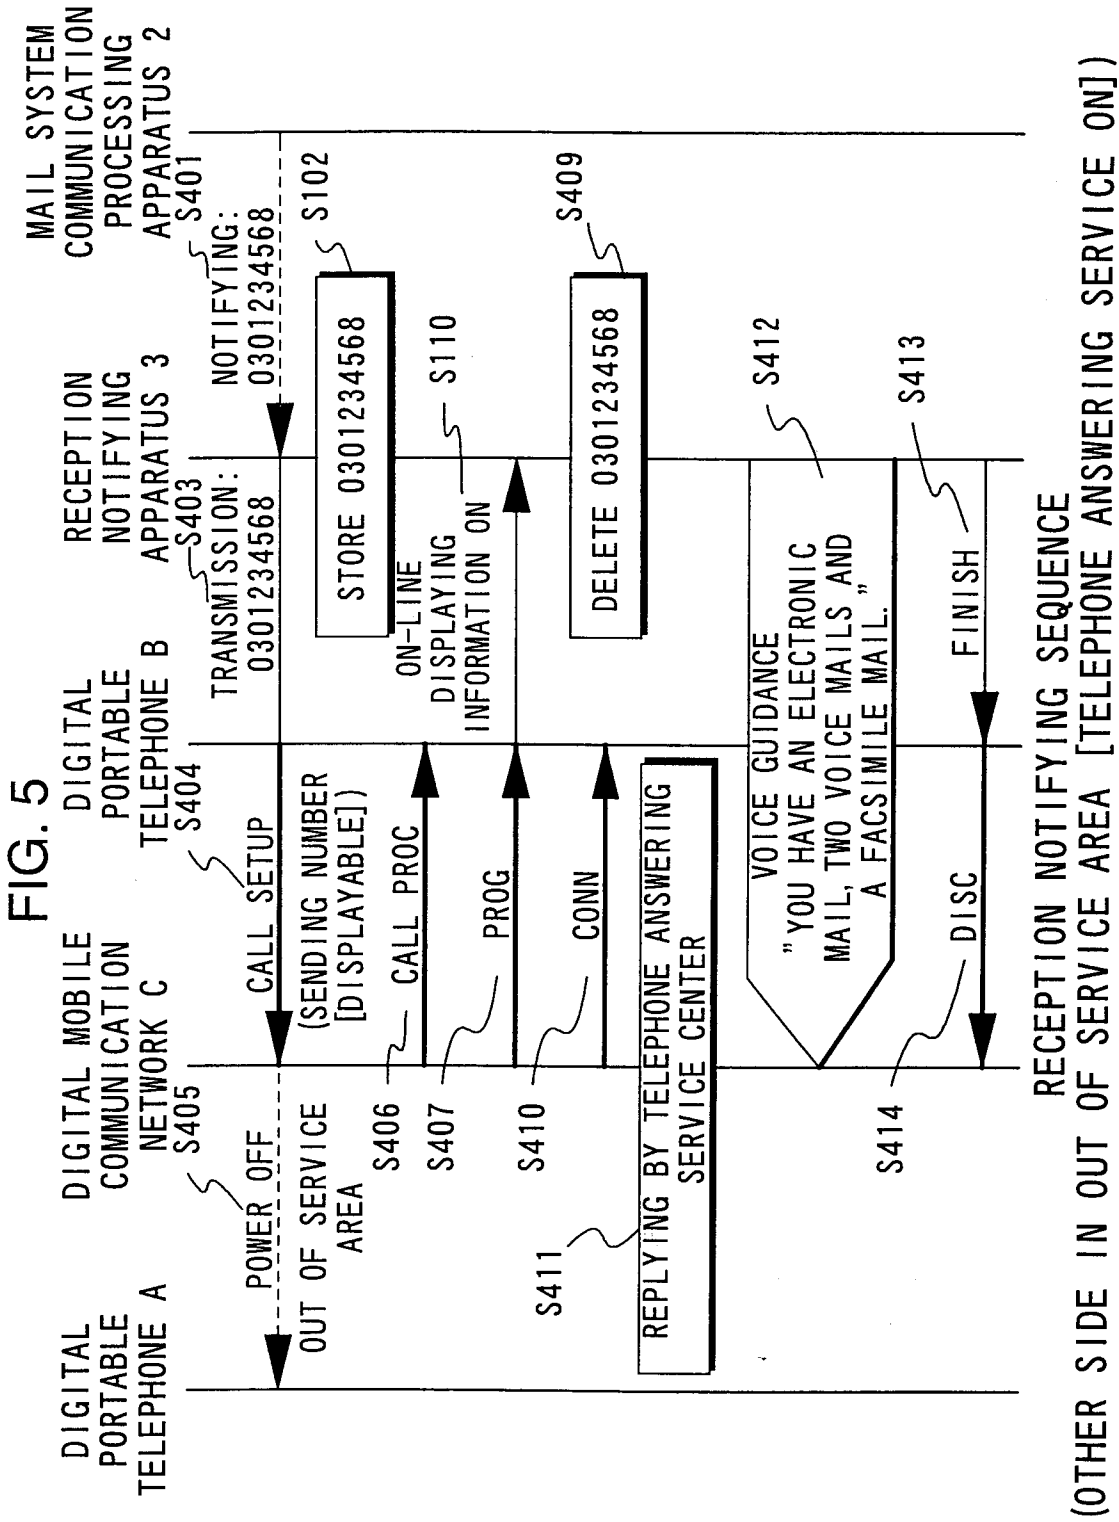 FIG. 5
DIGITAL
PORTABLE
TELEPHONE A
DIGITAL MOBILE
COMMUNICATION
NETWORK C
DIGITAL
PORTABLE
TELEPHONE B
RECEPTION
NOTIFYING
APPARATUS 3
MAIL SYSTEM
COMMUNICATION
PROCESSING
APPARATUS 2
S405
S404
S403
S401
POWER OFF
CALL SETUP
TRANSMISSION:
0301234568
NOTIFYING:
0301234568
OUT OF SERVICE
AREA
(SENDING NUMBER
[DISPLAYABLE])
STORE 0301234568
S102
S406
CALL PROC
ON-LINE
DISPLAYING
INFORMATION ON
S110
S407
PROG
S410
CONN
DELETE 0301234568
S409
S411
REPLYING BY TELEPHONE ANSWERING
SERVICE CENTER
VOICE GUIDANCE
"YOU HAVE AN ELECTRONIC
MAIL, TWO VOICE MAILS AND
A FACSIMILE MAIL."
S412
S414
DISC
FINISH
S413
RECEPTION NOTIFYING SEQUENCE
(OTHER SIDE IN OUT OF SERVICE AREA [TELEPHONE ANSWERING SERVICE ON])